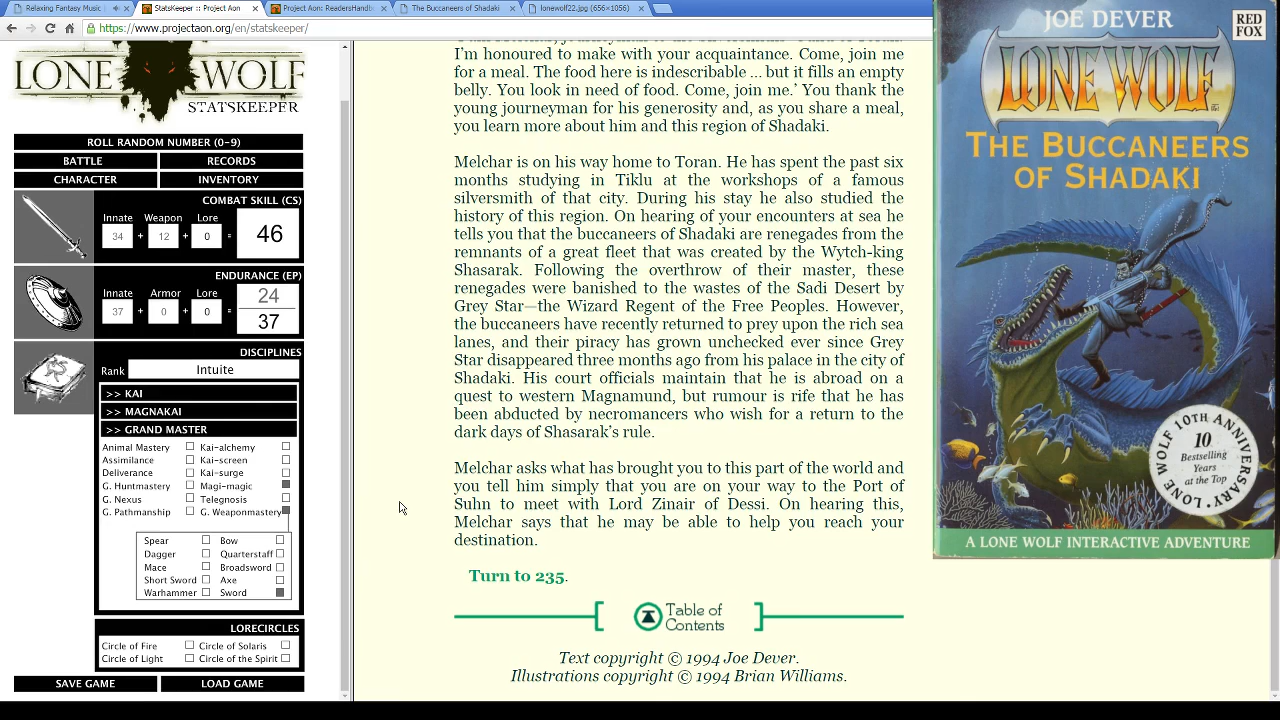 Relaxing Fantasy Music
StatsKeeper :: Project Aon
Project Aon: ReadersHandb
The Buccaneers of Shadaki
lonewolf22.jpg (656×1056)
https://www.projectaon.org/en/statskeeper/
LONE WOLF
STATSKEEPER
ROLL RANDOM NUMBER (0-9)
BATTLE RECORDS
CHARACTER INVENTORY
COMBAT SKILL (CS)
Innate Weapon Lore
34 + 12 + 0 = 46
ENDURANCE (EP)
Innate Armor Lore 24
37 + 0 + 0 = 37
DISCIPLINES
Rank Intuite
>> KAI
>> MAGNAKAI
>> GRAND MASTER
Animal Mastery Kai-alchemy
Assimilance Kai-screen
Deliverance Kai-surge
G. Huntmastery Magi-magic
G. Nexus Telegnosis
G. Pathmanship G. Weaponmastery
Spear Bow
Dagger Quarterstaff
Mace Broadsword
Short Sword Axe
Warhammer Sword
LORECIRCLES
Circle of Fire Circle of Solaris
Circle of Light Circle of the Spirit
SAVE GAME LOAD GAME
I'm honoured to make with your acquaintance. Come, join me
for a meal. The food here is indescribable ... but it fills an empty
belly. You look in need of food. Come, join me.' You thank the
young journeyman for his generosity and, as you share a meal,
you learn more about him and this region of Shadaki.
Melchar is on his way home to Toran. He has spent the past six
months studying in Tiklu at the workshops of a famous
silversmith of that city. During his stay he also studied the
history of this region. On hearing of your encounters at sea he
tells you that the buccaneers of Shadaki are renegades from the
remnants of a great fleet that was created by the Wytch-king
Shasarak. Following the overthrow of their master, these
renegades were banished to the wastes of the Sadi Desert by
Grey Star—the Wizard Regent of the Free Peoples. However,
the buccaneers have recently returned to prey upon the rich sea
lanes, and their piracy has grown unchecked ever since Grey
Star disappeared three months ago from his palace in the city of
Shadaki. His court officials maintain that he is abroad on a
quest to western Magnamund, but rumour is rife that he has
been abducted by necromancers who wish for a return to the
dark days of Shasarak's rule.
Melchar asks what has brought you to this part of the world and
you tell him simply that you are on your way to the Port of
Suhn to meet with Lord Zinair of Dessi. On hearing this,
Melchar says that he may be able to help you reach your
destination.
Turn to 235.
Table of
Contents
Text copyright © 1994 Joe Dever.
Illustrations copyright © 1994 Brian Williams.
JOE DEVER
RED
FOX
LONE WOLF
THE BUCCANEERS
OF SHADAKI
LONE WOLF 10TH ANNIVERSARY
10
Bestselling
Years
at the Top
A LONE WOLF INTERACTIVE ADVENTURE